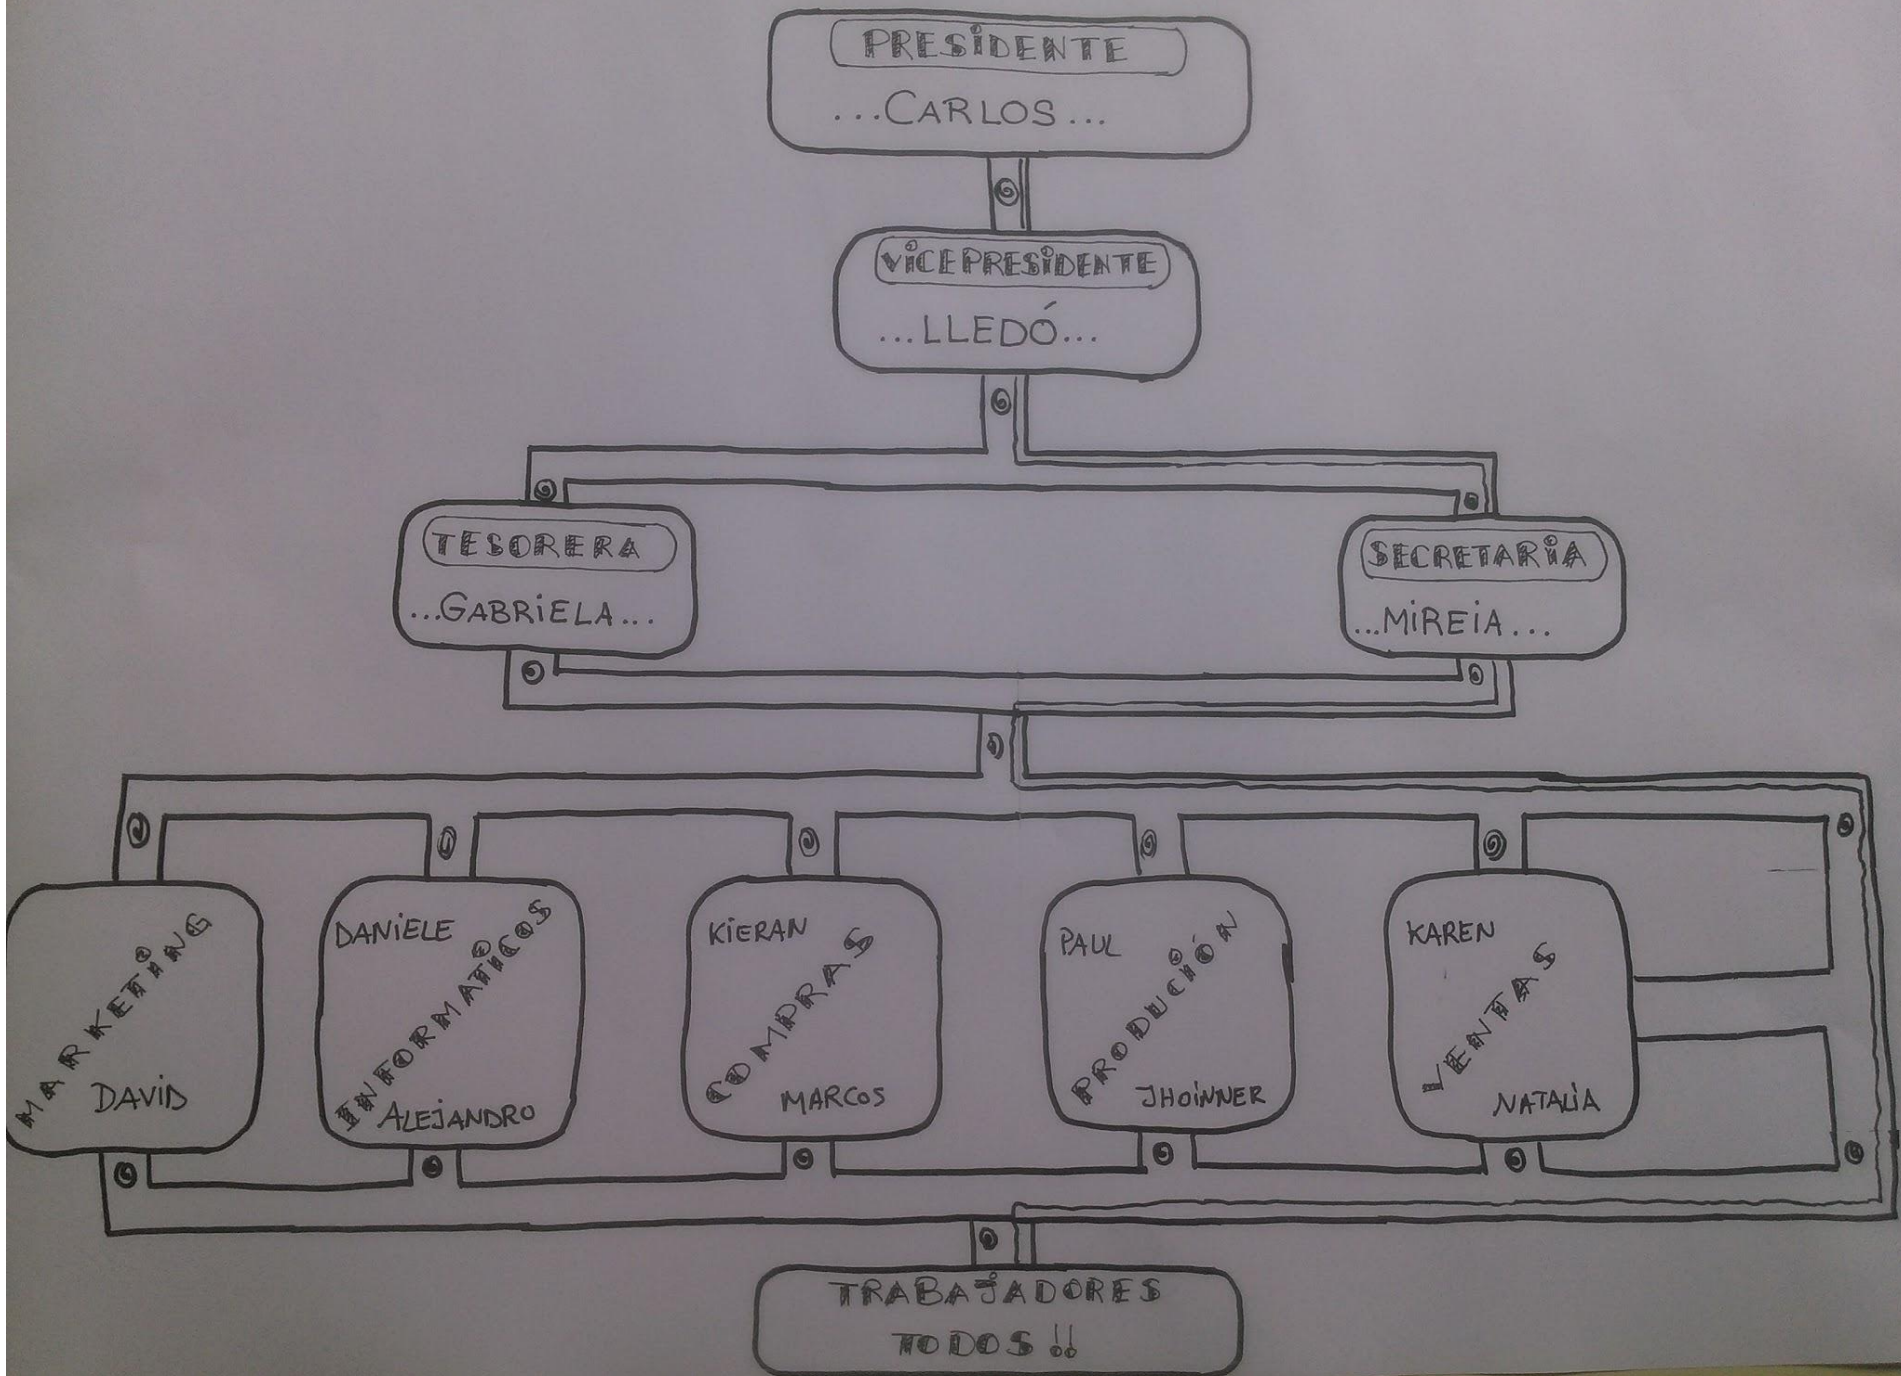 PRESIDENTE
...CARLOS...
VICEPRESIDENTE
...LLEDÓ...
TESORERA
...GABRIELA...
SECRETARIA
...MIREIA...
MARKETING
DAVID
DANIELE
INFORMATICOS
ALEJANDRO
KIERAN
COMPRAS
MARCOS
PAUL
PRODUCIÓN
JHOINNER
KAREN
VENTAS
NATALIA
TRABAJADORES
TODOS !!